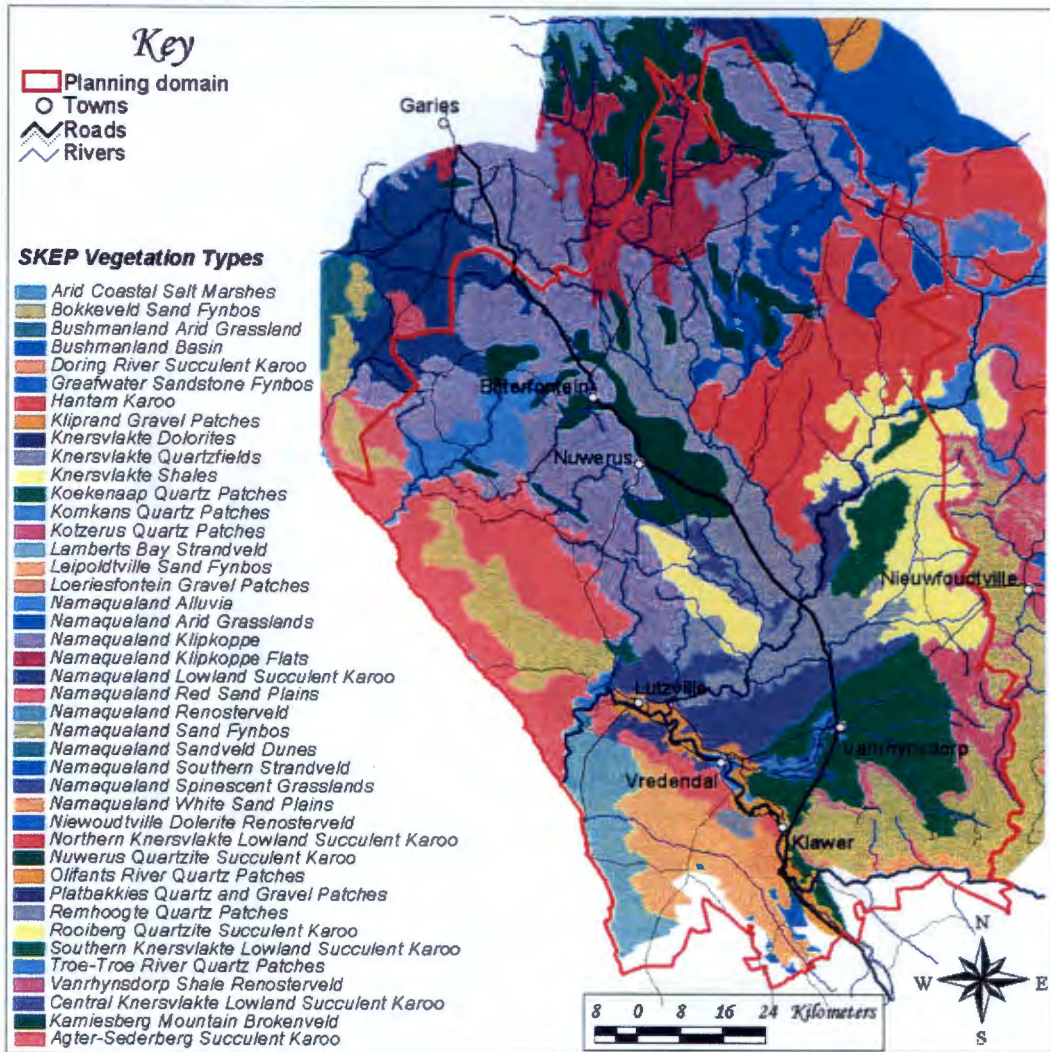 Key
Planning domain
Towns
Roads
Rivers
SKEP Vegetation Types
Arid Coastal Salt Marshes
Bokkeveld Sand Fynbos
Bushmanland Arid Grassland
Bushmanland Basin
Doring River Succulent Karoo
Graafwater Sandstone Fynbos
Hantam Karoo
Kliprand Gravel Patches
Knersvlakte Dolorites
Knersvlakte Quartzfields
Knersvlakte Shales
Koekenaap Quartz Patches
Komkans Quartz Patches
Kotzerus Quartz Patches
Lamberts Bay Strandveld
Leipoldtville Sand Fynbos
Loeriesfontein Gravel Patches
Namaqualand Alluvia
Namaqualand Arid Grasslands
Namaqualand Klipkoppe
Namaqualand Klipkoppe Flats
Namaqualand Lowland Succulent Karoo
Namaqualand Red Sand Plains
Namaqualand Renosterveld
Namaqualand Sand Fynbos
Namaqualand Sandveld Dunes
Namaqualand Southern Strandveld
Namaqualand Spinescent Grasslands
Namaqualand White Sand Plains
Niewoudtville Dolerite Renosterveld
Northern Knersvlakte Lowland Succulent Karoo
Nuwerus Quartzite Succulent Karoo
Olifants River Quartz Patches
Platbakkies Quartz and Gravel Patches
Remhoogte Quartz Patches
Rooiberg Quartzite Succulent Karoo
Southern Knersvlakte Lowland Succulent Karoo
Troe-Troe River Quartz Patches
Vanrhynsdorp Shale Renosterveld
Central Knersvlakte Lowland Succulent Karoo
Kamiesberg Mountain Brokenveld
Agter-Sederberg Succulent Karoo
Garies
Bitterfontein
Nuwerus
Nieuwfoudtville
Lutzville
Vanrhynsdorp
Vredendal
Klawer
N
W E
S
8 0 8 16 24 Kilometers